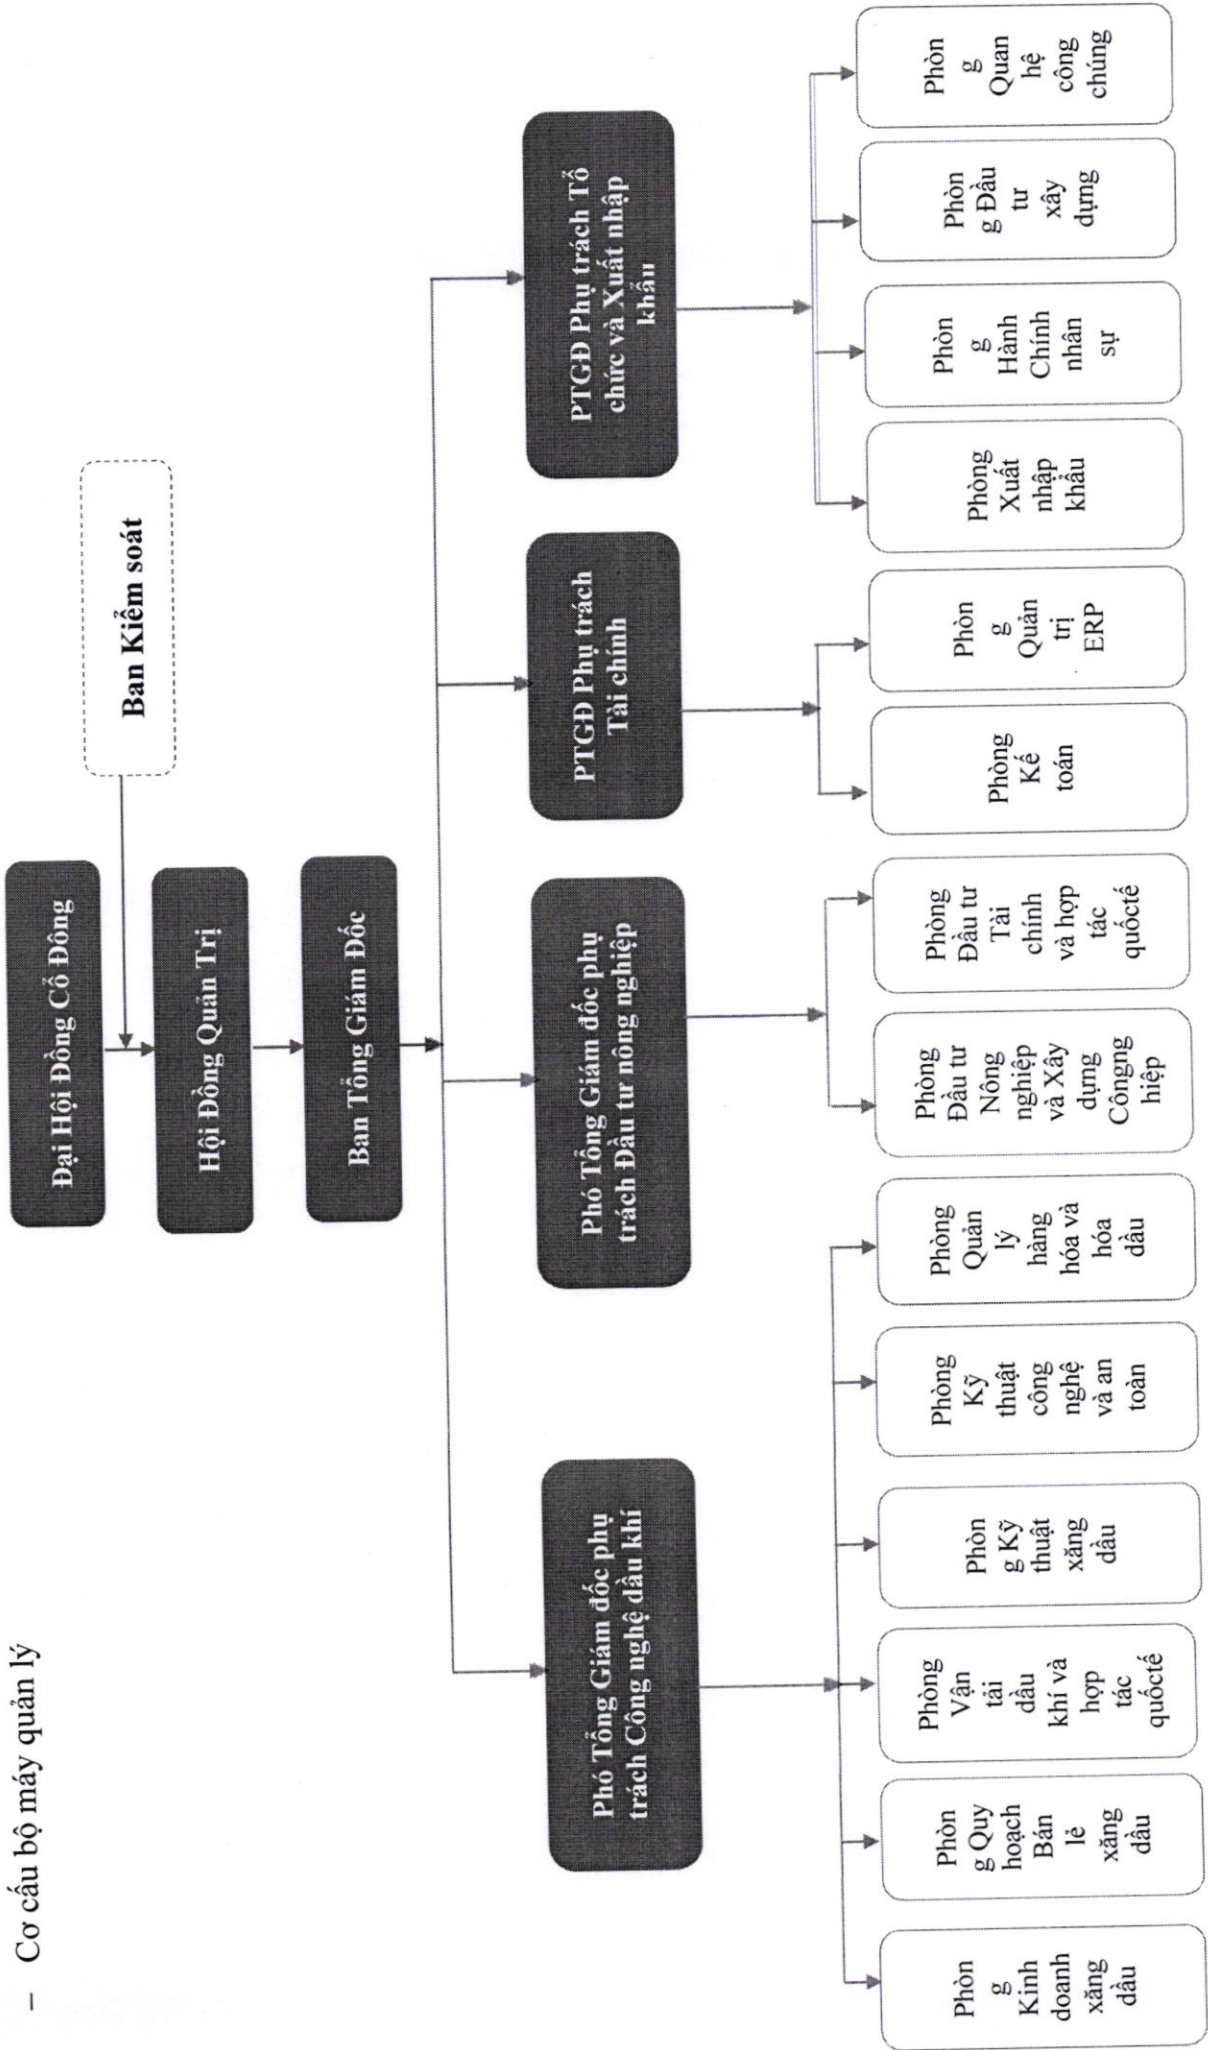 – Cơ cấu bộ máy quản lý
Đại Hội Đồng Cổ Đông
Ban Kiểm soát
Hội Đồng Quản Trị
Ban Tổng Giám Đốc
Phó Tổng Giám đốc phụ
trách Công nghệ dầu khí
Phó Tổng Giám đốc phụ
trách Đầu tư nông nghiệp
PTGĐ Phụ trách
Tài chính
PTGĐ Phụ trách Tổ
chức và Xuất nhập
khẩu
Phòn
g
Kinh
doanh
xăng
dầu
Phòn
g Quy
hoạch
Bán
lẻ
xăng
dầu
Phòng
Vận
tải
dầu
khí và
hợp
tác
quốctế
Phòn
g Kỹ
thuật
xăng
dầu
Phòng
Kỹ
thuật
công
nghệ
và an
toàn
Phòng
Quản
lý
hàng
hóa và
hóa
dầu
Phòng
Đầu tư
Nông
nghiệp
và Xây
dựng
Côngng
hiệp
Phòng
Đầu tư
Tài
chính
và hợp
tác
quốctế
Phòng
Kế
toán
Phòn
g
Quản
trị
ERP
Phòng
Xuất
nhập
khẩu
Phòn
g
Hành
Chính
nhân
sự
Phòn
g Đầu
tư
xây
dựng
Phòn
g
Quan
hệ
công
chúng